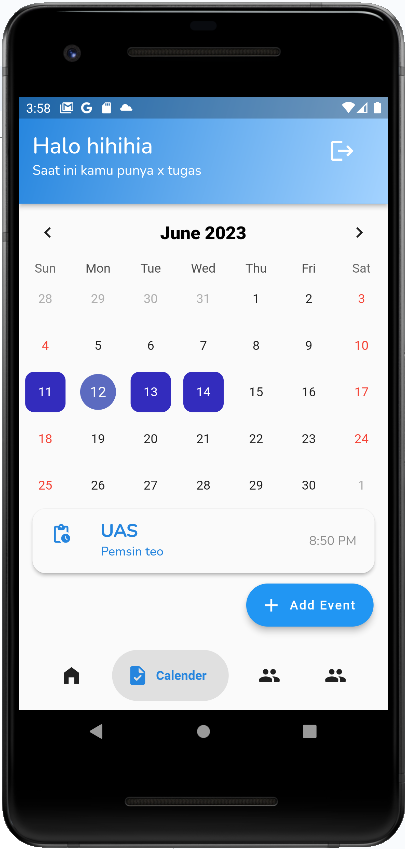 3:58
Halo hihihia
Saat ini kamu punya x tugas
June 2023
Sun Mon Tue Wed Thu Fri Sat
28 29 30 31 1 2 3
4 5 6 7 8 9 10
11 12 13 14 15 16 17
18 19 20 21 22 23 24
25 26 27 28 29 30 1
UAS
Pemsin teo
8:50 PM
Add Event
Calender